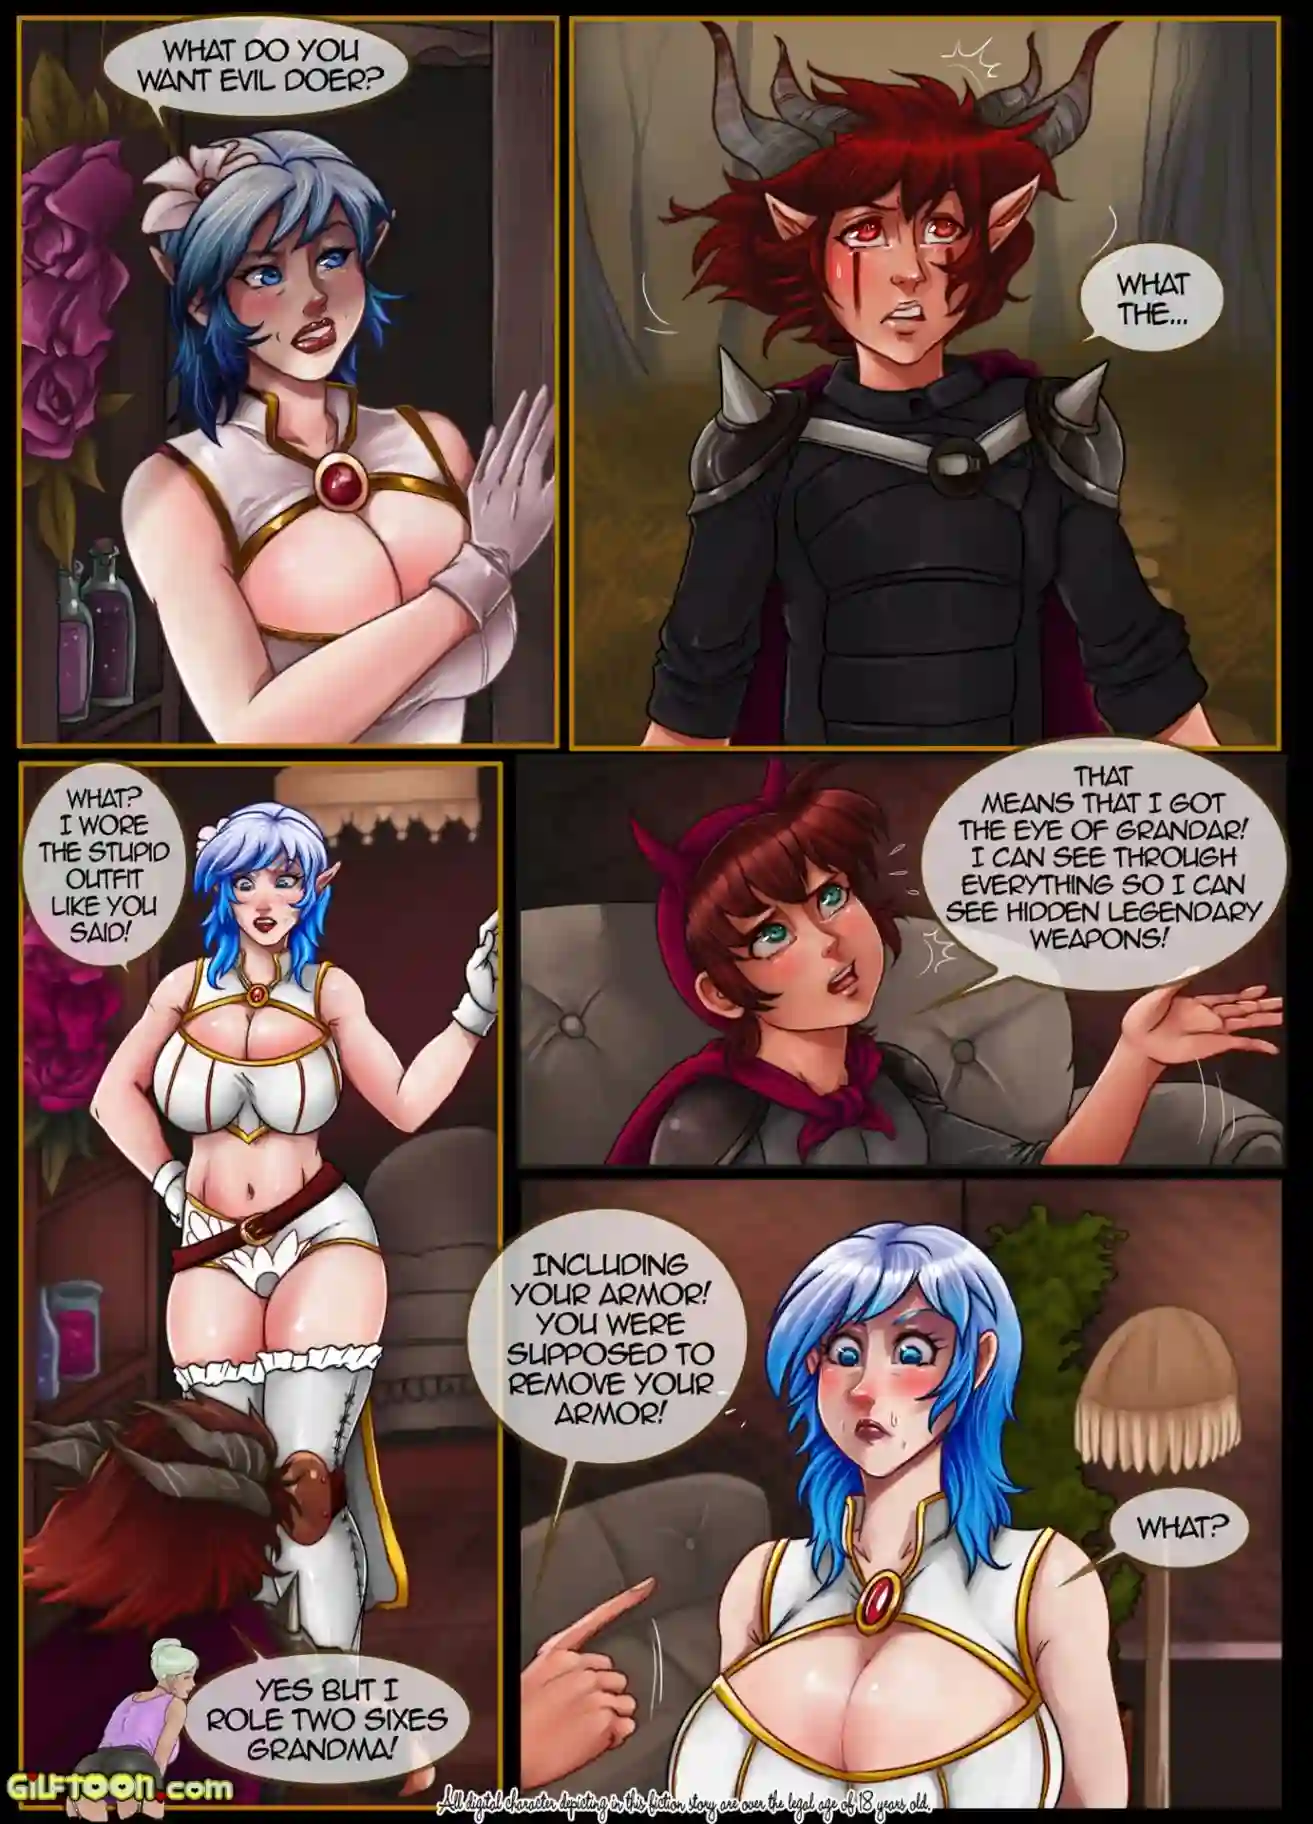 WHAT DO YOU
WANT EVIL DOER?
WHAT
THE...
WHAT?
I WORE
THE STUPID
OUTFIT
LIKE YOU
SAID!
THAT
MEANS THAT I GOT
THE EYE OF GRANDAR!
I CAN SEE THROUGH
EVERYTHING SO I CAN
SEE HIDDEN LEGENDARY
WEAPONS!
YES BUT I
ROLE TWO SIXES
GRANDMA!
INCLUDING
YOUR ARMOR!
YOU WERE
SUPPOSED TO
REMOVE YOUR
ARMOR!
WHAT?
GiLFTOON.com
All digital character depicting in this fiction story are over the legal age of 18 years old.